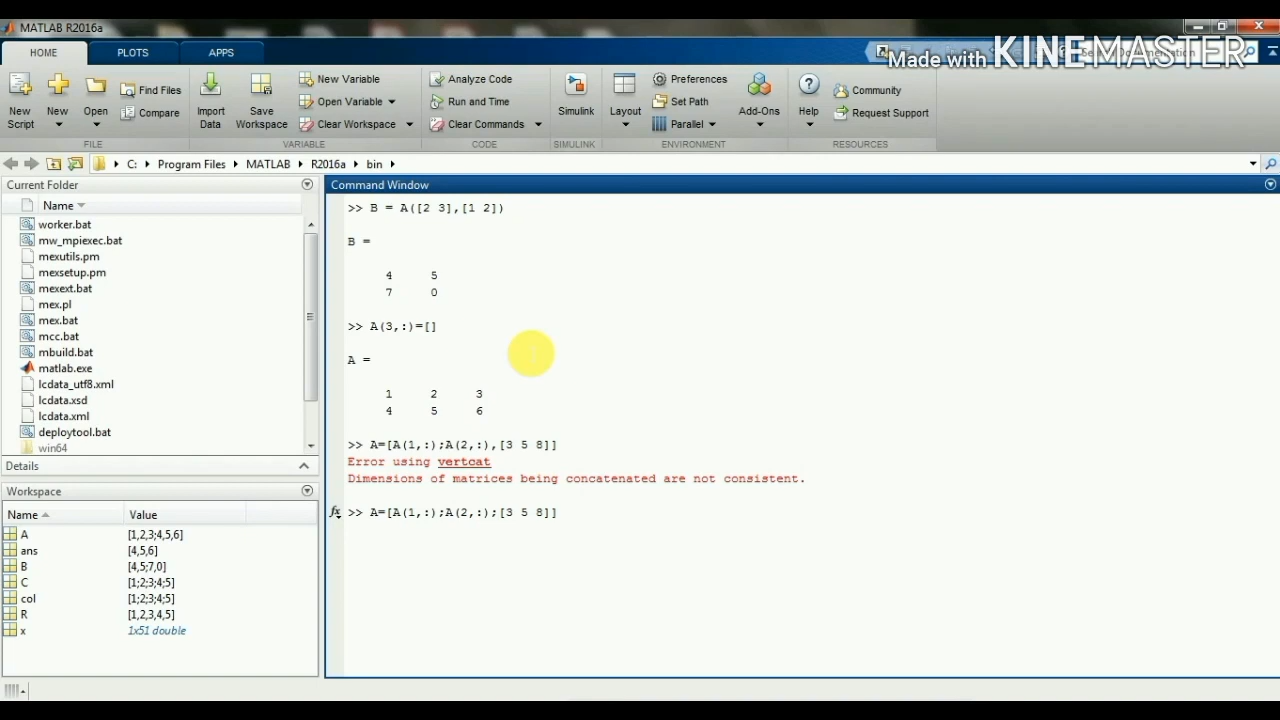 MATLAB R2016a
HOME PLOTS APPS
Made with KINEMASTER
New Script
New
Open
Find Files
Compare
Import Data
Save Workspace
New Variable
Open Variable
Clear Workspace
Analyze Code
Run and Time
Clear Commands
Simulink
Layout
Preferences
Set Path
Parallel
Add-Ons
Help
Community
Request Support
FILE VARIABLE CODE SIMULINK ENVIRONMENT RESOURCES
C: Program Files MATLAB R2016a bin
Current Folder
Name
worker.bat
mw_mpiexec.bat
mexutils.pm
mexsetup.pm
mexext.bat
mex.pl
mex.bat
mcc.bat
mbuild.bat
matlab.exe
lcdata_utf8.xml
lcdata.xsd
lcdata.xml
deploytool.bat
win64
Details
Workspace
Name Value
A [1,2,3;4,5,6]
ans [4,5,6]
B [4,5;7,0]
C [1;2;3;4;5]
col [1;2;3;4;5]
R [1,2,3,4,5]
x 1x51 double
Command Window
>> B = A([2 3],[1 2])
B =
4 5
7 0
>> A(3,:)=[]
A =
1 2 3
4 5 6
>> A=[A(1,:);A(2,:),[3 5 8]]
Error using vertcat
Dimensions of matrices being concatenated are not consistent.
fx >> A=[A(1,:);A(2,:);[3 5 8]]